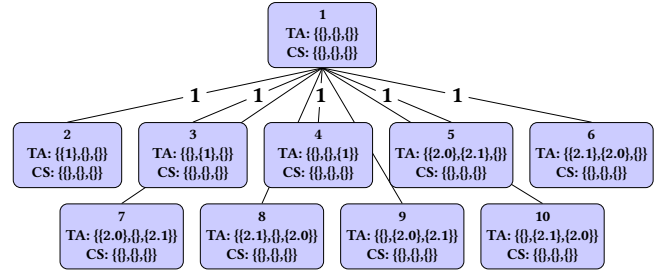 1
TA: {{},{},{}}
CS: {{},{},{}}
1 1 1 1 1
2
TA: {{1},{},{}}
CS: {{},{},{}}
3
TA: {{},{1},{}}
CS: {{},{},{}}
4
TA: {{},{},{1}}
CS: {{},{},{}}
5
TA: {{2.0},{2.1},{}}
CS: {{},{},{}}
6
TA: {{2.1},{2.0},{}}
CS: {{},{},{}}
7
TA: {{2.0},{},{2.1}}
CS: {{},{},{}}
8
TA: {{2.1},{},{2.0}}
CS: {{},{},{}}
9
TA: {{},{2.0},{2.1}}
CS: {{},{},{}}
10
TA: {{},{2.1},{2.0}}
CS: {{},{},{}}